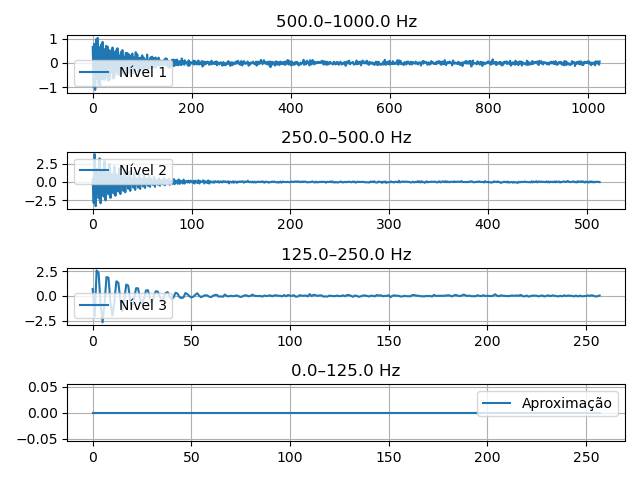 500.0–1000.0 Hz
1
0
−1
Nível 1
0 200 400 600 800 1000
250.0–500.0 Hz
2.5
0.0
−2.5
Nível 2
0 100 200 300 400 500
125.0–250.0 Hz
2.5
0.0
−2.5
Nível 3
0 50 100 150 200 250
0.0–125.0 Hz
0.05
0.00
−0.05
Aproximação
0 50 100 150 200 250